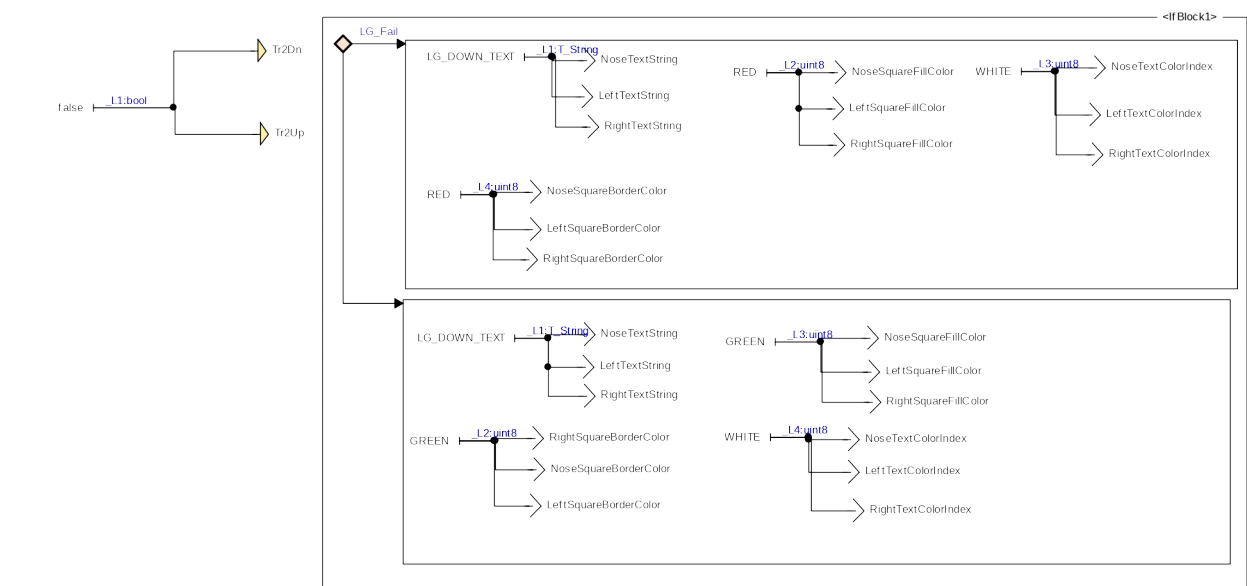 <If Block1>
false
_L1:bool
Tr2Dn
Tr2Up
LG_Fail
LG_DOWN_TEXT
_L1:T_String
NoseTextString
LeftTextString
RightTextString
RED
_L2:uint8
NoseSquareFillColor
LeftSquareFillColor
RightSquareFillColor
WHITE
_L3:uint8
NoseTextColorIndex
LeftTextColorIndex
RightTextColorIndex
RED
_L4:uint8
NoseSquareBorderColor
LeftSquareBorderColor
RightSquareBorderColor
LG_DOWN_TEXT
_L1:T_String
NoseTextString
LeftTextString
RightTextString
GREEN
_L3:uint8
NoseSquareFillColor
LeftSquareFillColor
RightSquareFillColor
GREEN
_L2:uint8
RightSquareBorderColor
NoseSquareBorderColor
LeftSquareBorderColor
WHITE
_L4:uint8
NoseTextColorIndex
LeftTextColorIndex
RightTextColorIndex